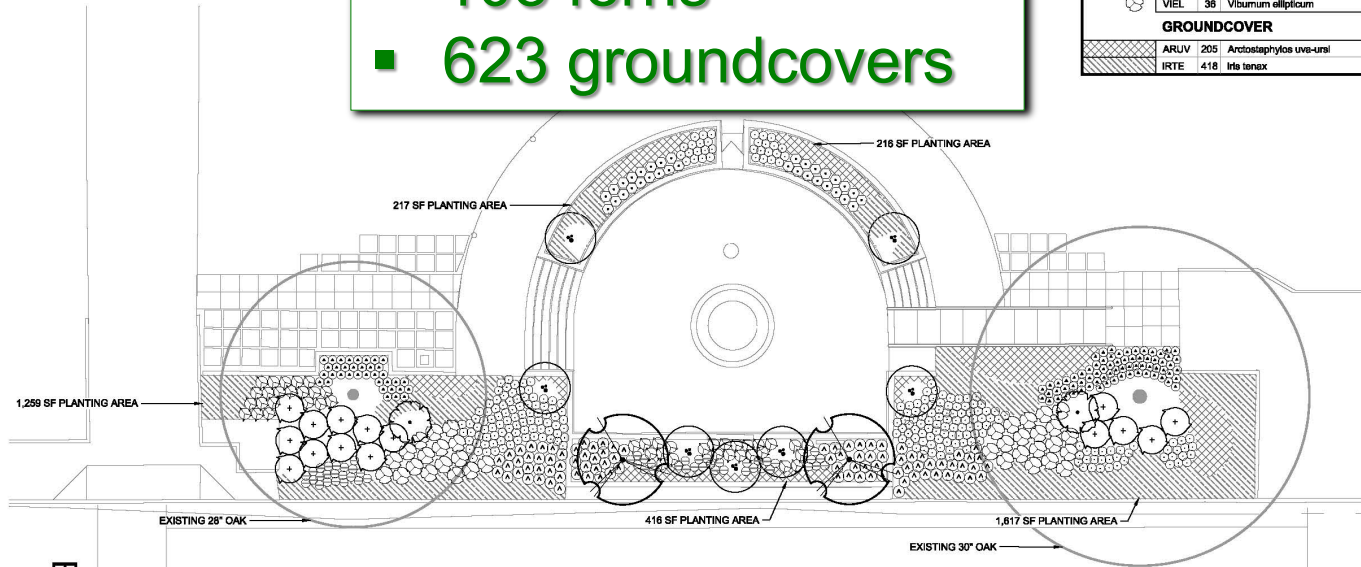 ferns
▪ 623 groundcovers
VIEL 36 Viburnum ellipticum
GROUNDCOVER
ARUV 205 Arctostaphylos uva-ursi
IRTE 418 Iris tenax
216 SF PLANTING AREA
217 SF PLANTING AREA
1,259 SF PLANTING AREA
EXISTING 28" OAK
416 SF PLANTING AREA
1,617 SF PLANTING AREA
EXISTING 30" OAK